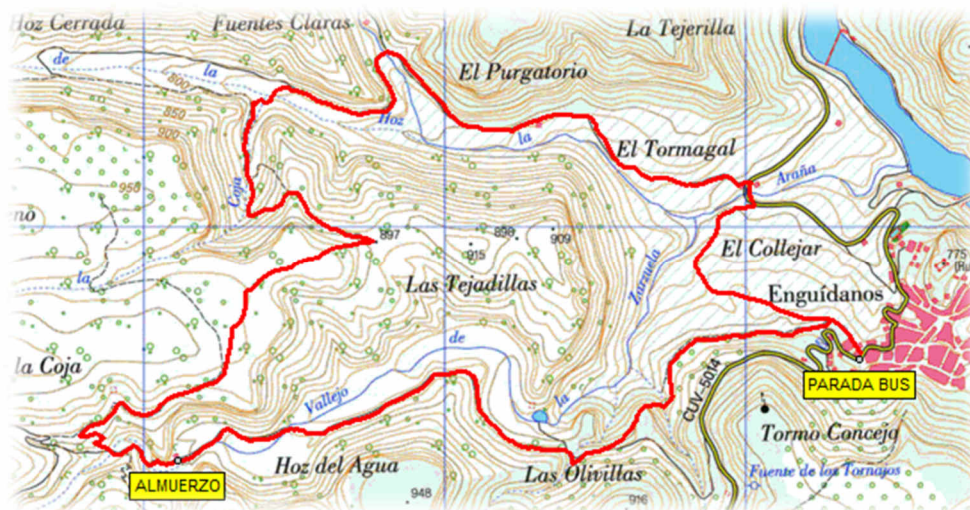 Hoz Cerrada
Fuentes Claras
La Tejerilla
de
la
800
850
900
El Purgatorio
Hoz
la
El Tormagal
Araña
950
Coja
la
897
898
909
915
El Collejar
775
Las Tejadillas
Zarzuela
Enguídanos
la Coja
de
Vallejo
la
CUV-5014
PARADA BUS
Tormo Conceja
Hoz del Agua
Las Olivillas
ALMUERZO
Fuente de los Tornajos
948
916